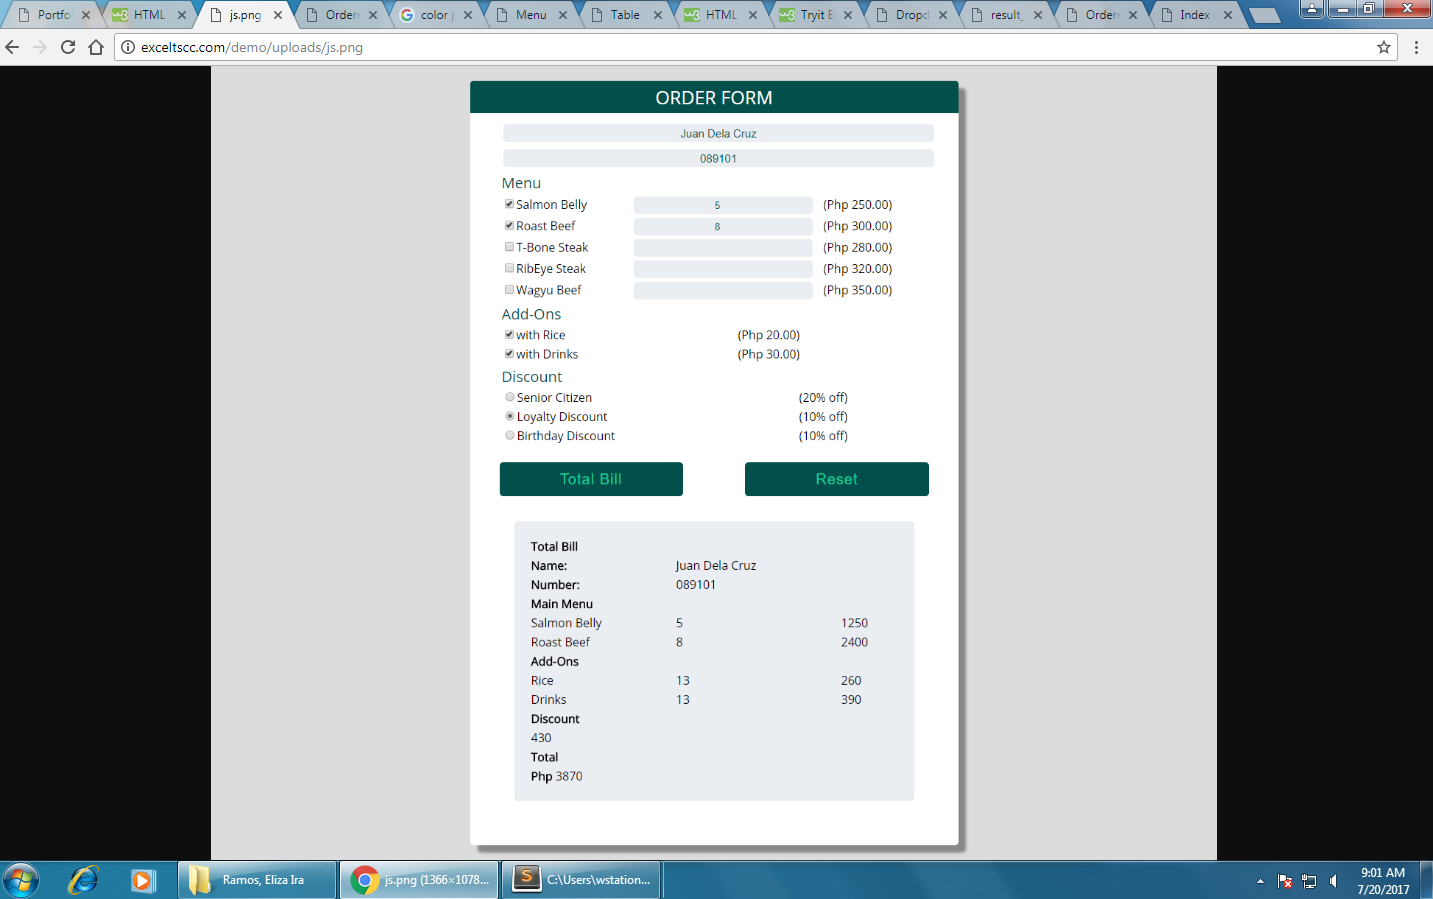 Portfo
HTML
js.png
Ordere
color p
Menu
Table
HTML
Tryit E
Dropd
result_
Ordere
Index
exceltscc.com/demo/uploads/js.png
ORDER FORM
Juan Dela Cruz
089101
Menu
Salmon Belly 5 (Php 250.00)
Roast Beef 8 (Php 300.00)
T-Bone Steak (Php 280.00)
RibEye Steak (Php 320.00)
Wagyu Beef (Php 350.00)
Add-Ons
with Rice (Php 20.00)
with Drinks (Php 30.00)
Discount
Senior Citizen (20% off)
Loyalty Discount (10% off)
Birthday Discount (10% off)
Total Bill Reset
Total Bill
Name: Juan Dela Cruz
Number: 089101
Main Menu
Salmon Belly 5 1250
Roast Beef 8 2400
Add-Ons
Rice 13 260
Drinks 13 390
Discount
430
Total
Php 3870
Ramos, Eliza Ira
js.png (1366×1078...
C:\Users\wstation...
9:01 AM
7/20/2017